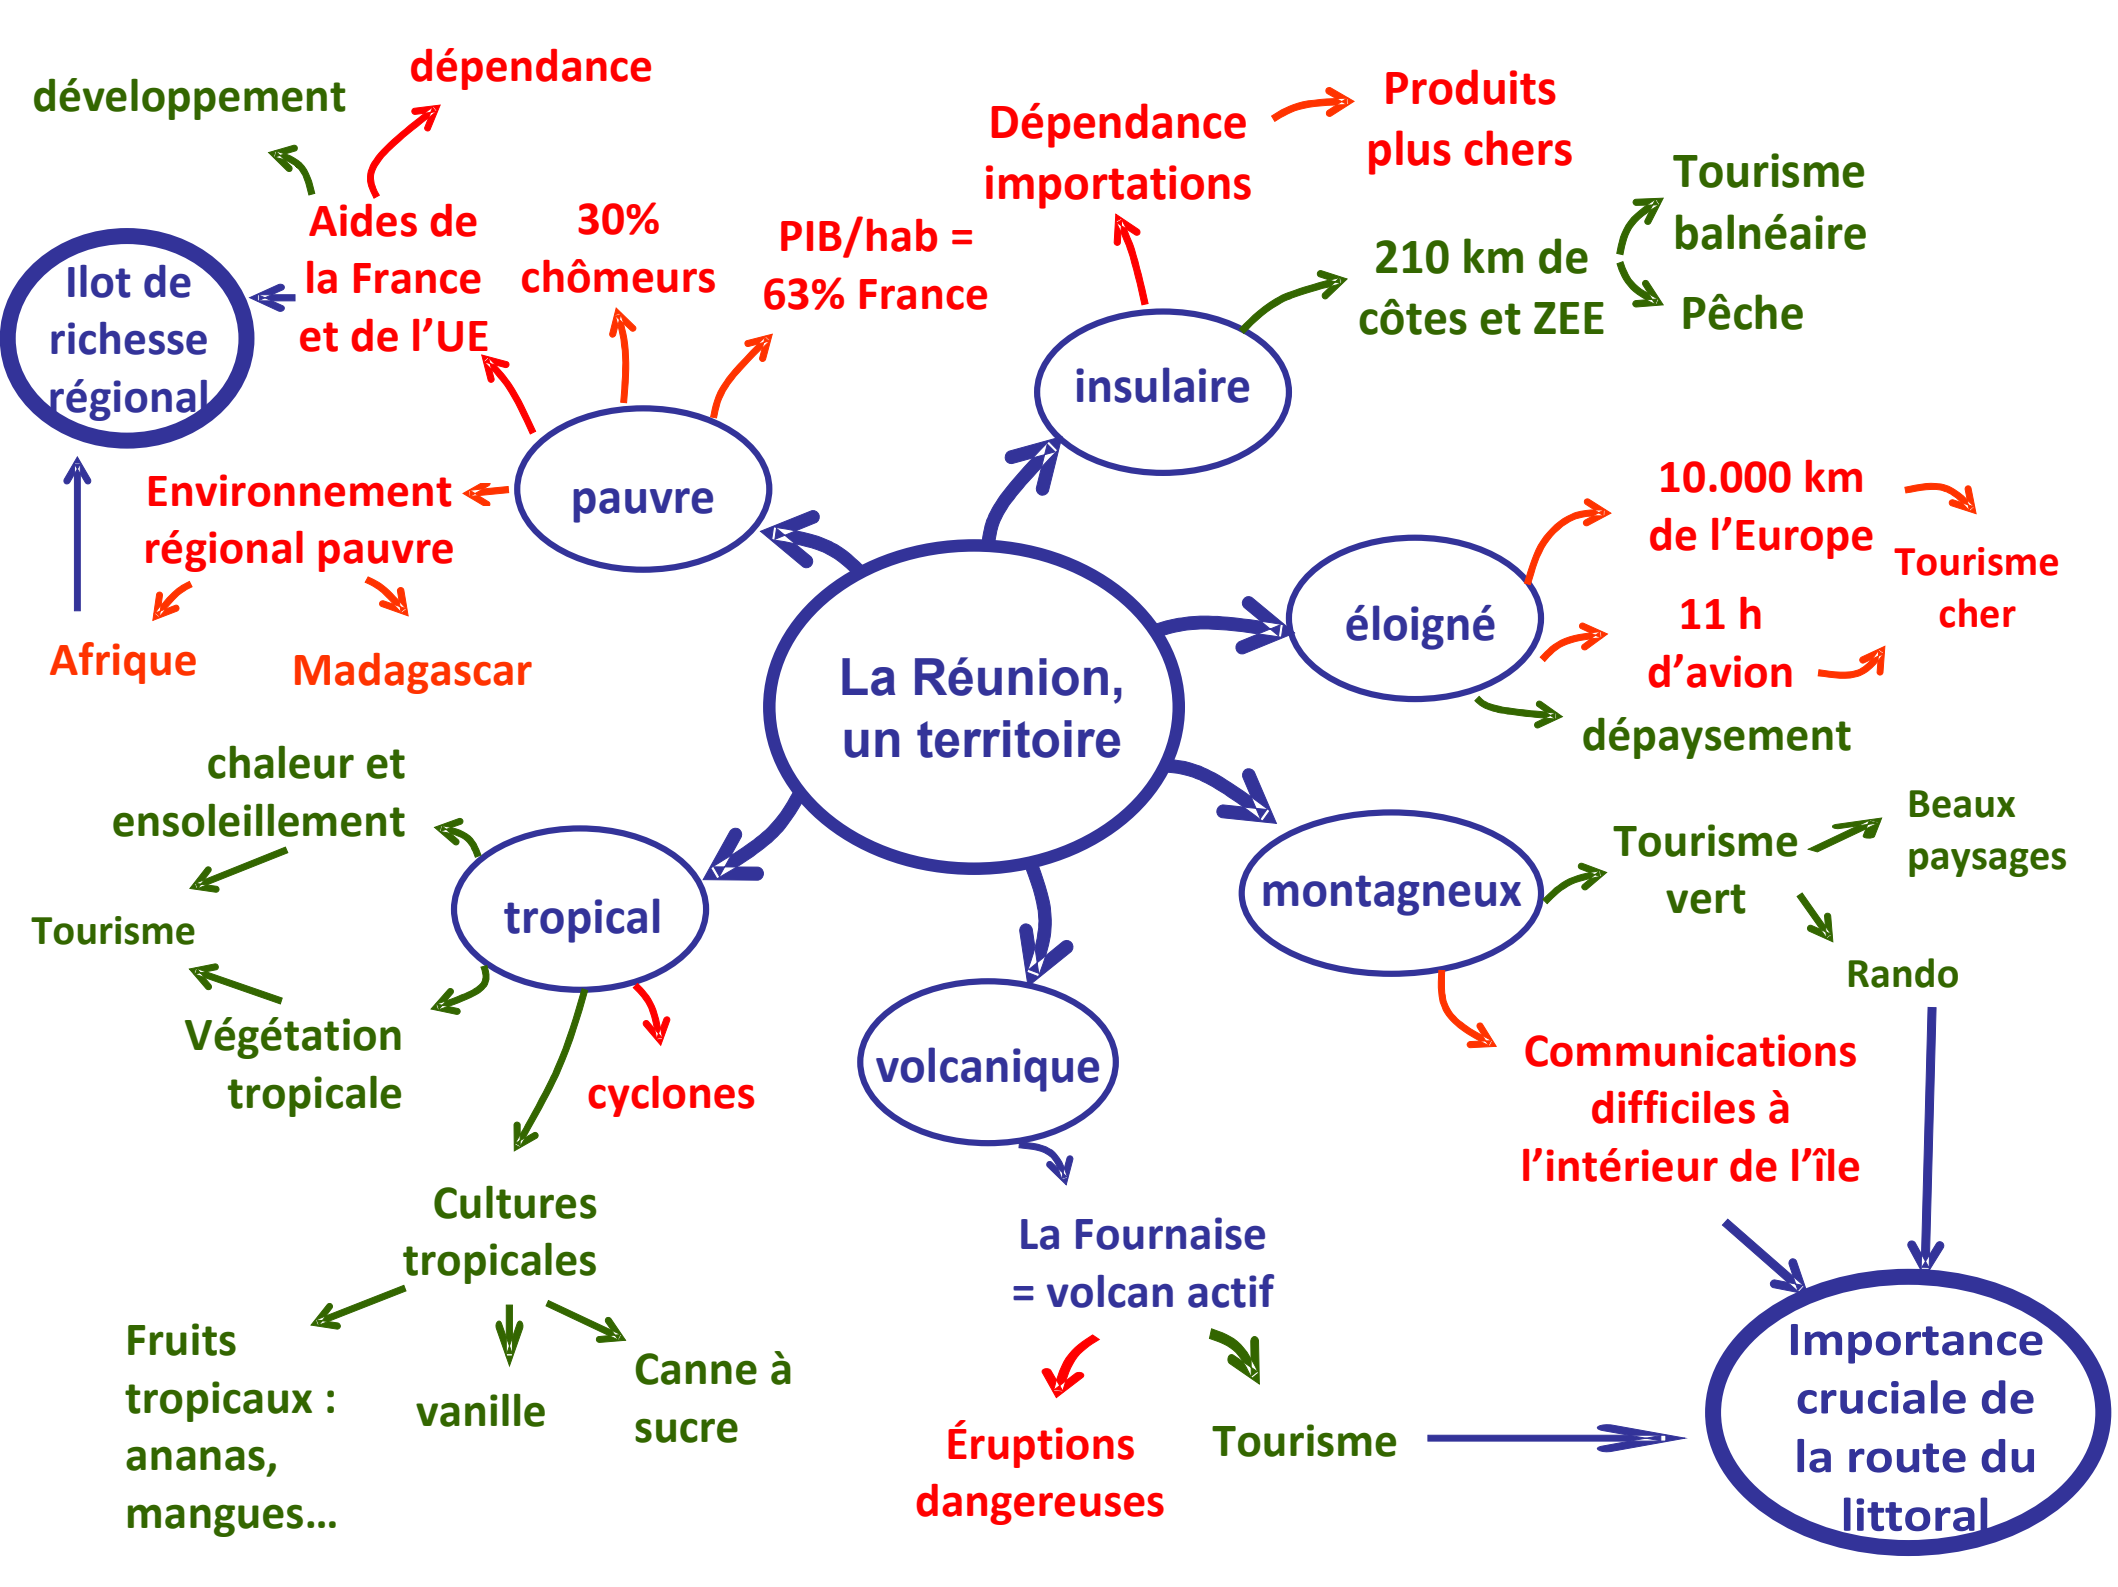 développement
dépendance
Aides de
la France
et de l’UE
30%
chômeurs
PIB/hab =
63% France
Ilot de
richesse
régional
pauvre
Environnement
régional pauvre
Afrique
Madagascar
Dépendance
importations
Produits
plus chers
210 km de
côtes et ZEE
Tourisme
balnéaire
Pêche
insulaire
10.000 km
de l’Europe
Tourisme
cher
11 h
d’avion
éloigné
dépaysement
La Réunion,
un territoire
chaleur et
ensoleillement
Tourisme
Végétation
tropicale
tropical
cyclones
Cultures
tropicales
Fruits
tropicaux :
ananas,
mangues...
vanille
Canne à
sucre
volcanique
La Fournaise
= volcan actif
Éruptions
dangereuses
Tourisme
montagneux
Tourisme
vert
Beaux
paysages
Rando
Communications
difficiles à
l’intérieur de l’île
Importance
cruciale de
la route du
littoral